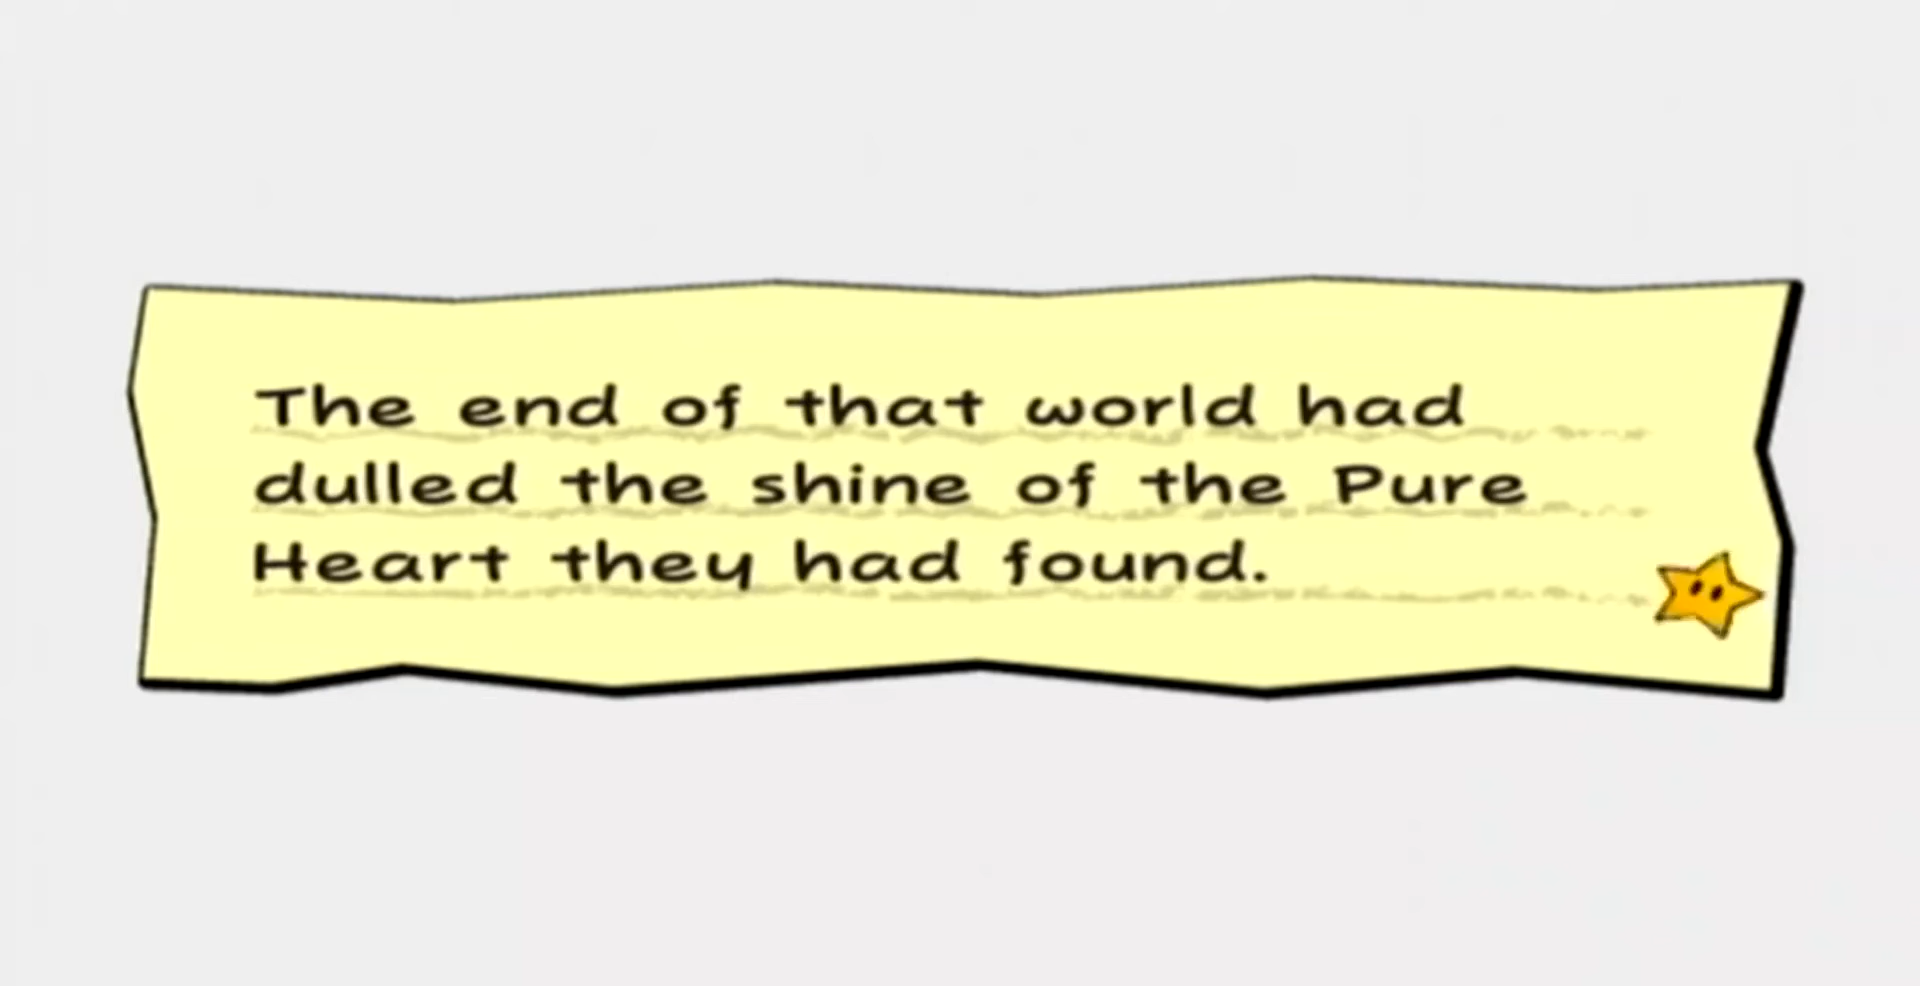 The end of that world had
dulled the shine of the Pure
Heart they had found.